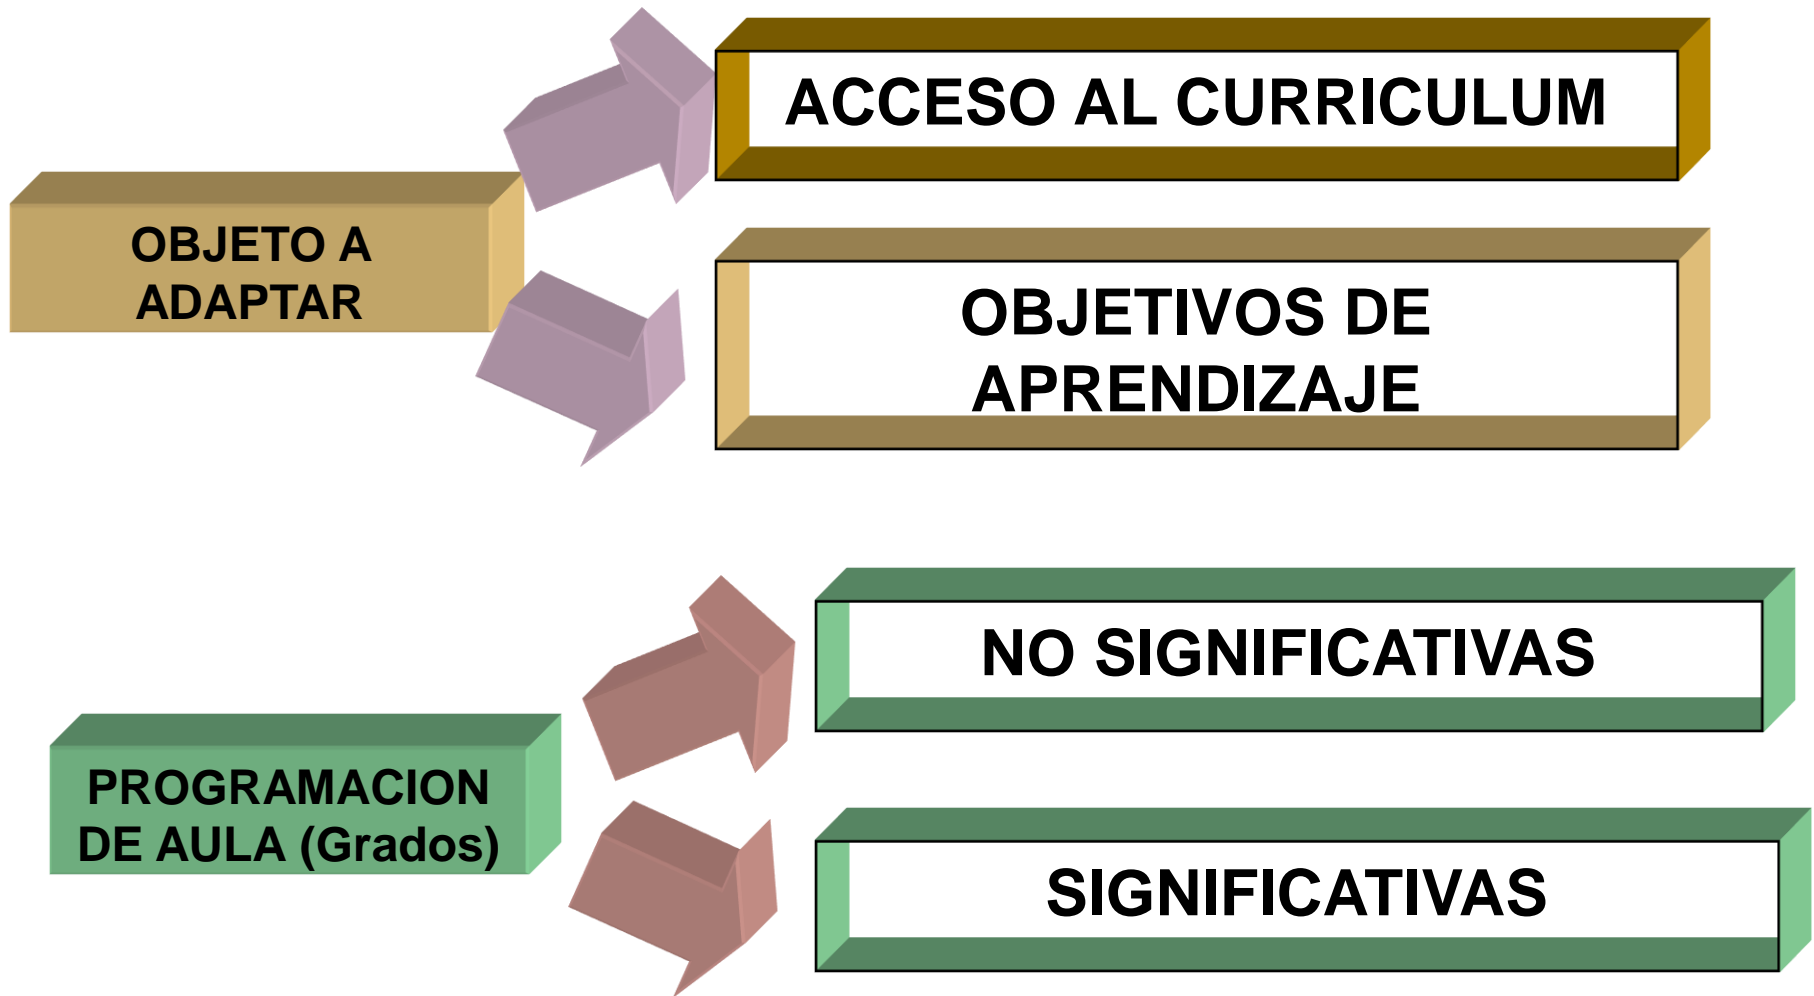 ACCESO AL CURRICULUM
OBJETO A
ADAPTAR
OBJETIVOS DE
APRENDIZAJE
NO SIGNIFICATIVAS
PROGRAMACION
DE AULA (Grados)
SIGNIFICATIVAS